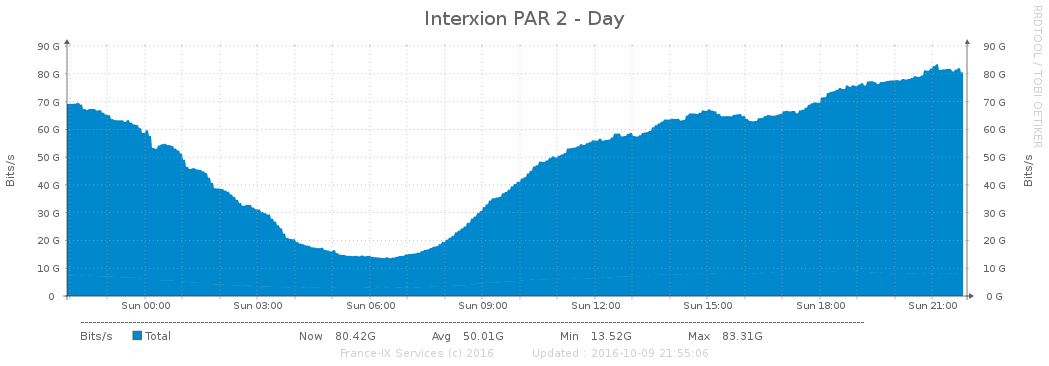 Interxion PAR 2 - Day
RRDTOOL / TOBI OETIKER
Bits/s
90 G
80 G
70 G
60 G
50 G
40 G
30 G
20 G
10 G
0
90 G
80 G
70 G
60 G
50 G
40 G
30 G
20 G
10 G
0 G
Bits/s
Sun 00:00 Sun 03:00 Sun 06:00 Sun 09:00 Sun 12:00 Sun 15:00 Sun 18:00 Sun 21:00
Bits/s Total Now 80.42G Avg 50.01G Min 13.52G Max 83.31G
France-IX Services (c) 2016 Updated : 2016-10-09 21:55:06